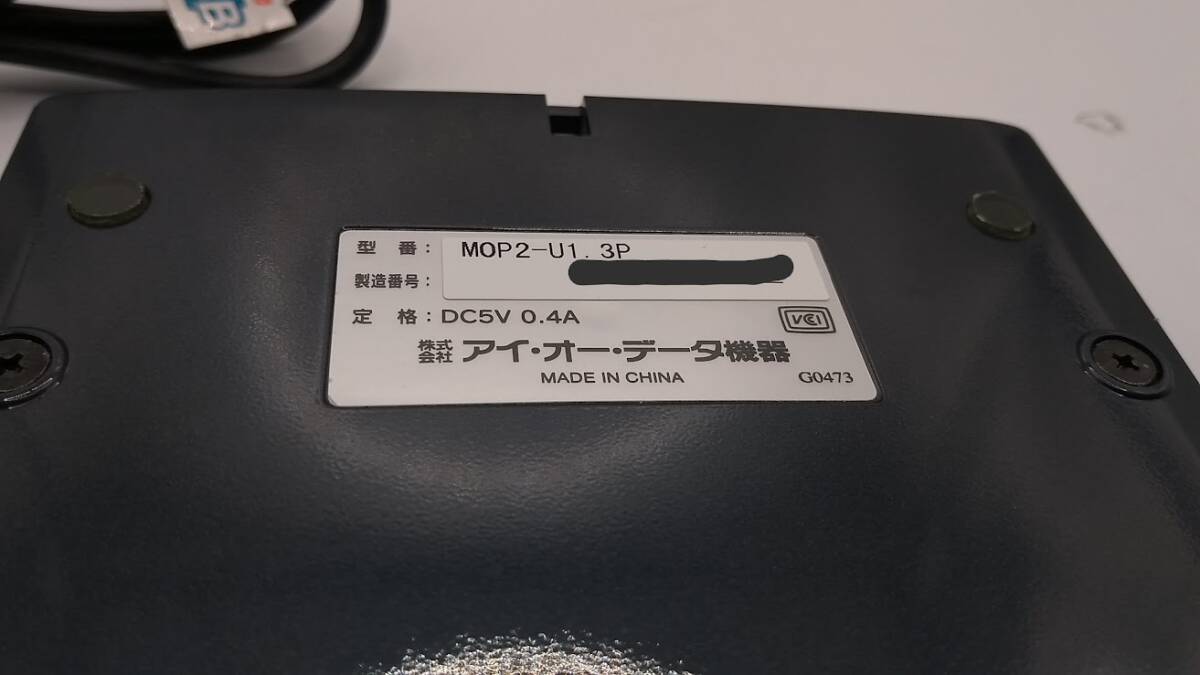 B
型 番： MOP2-U1.3P
製造番号：
定 格：DC5V 0.4A
VCCI
株式会社 アイ・オー・データ機器
MADE IN CHINA
G0473